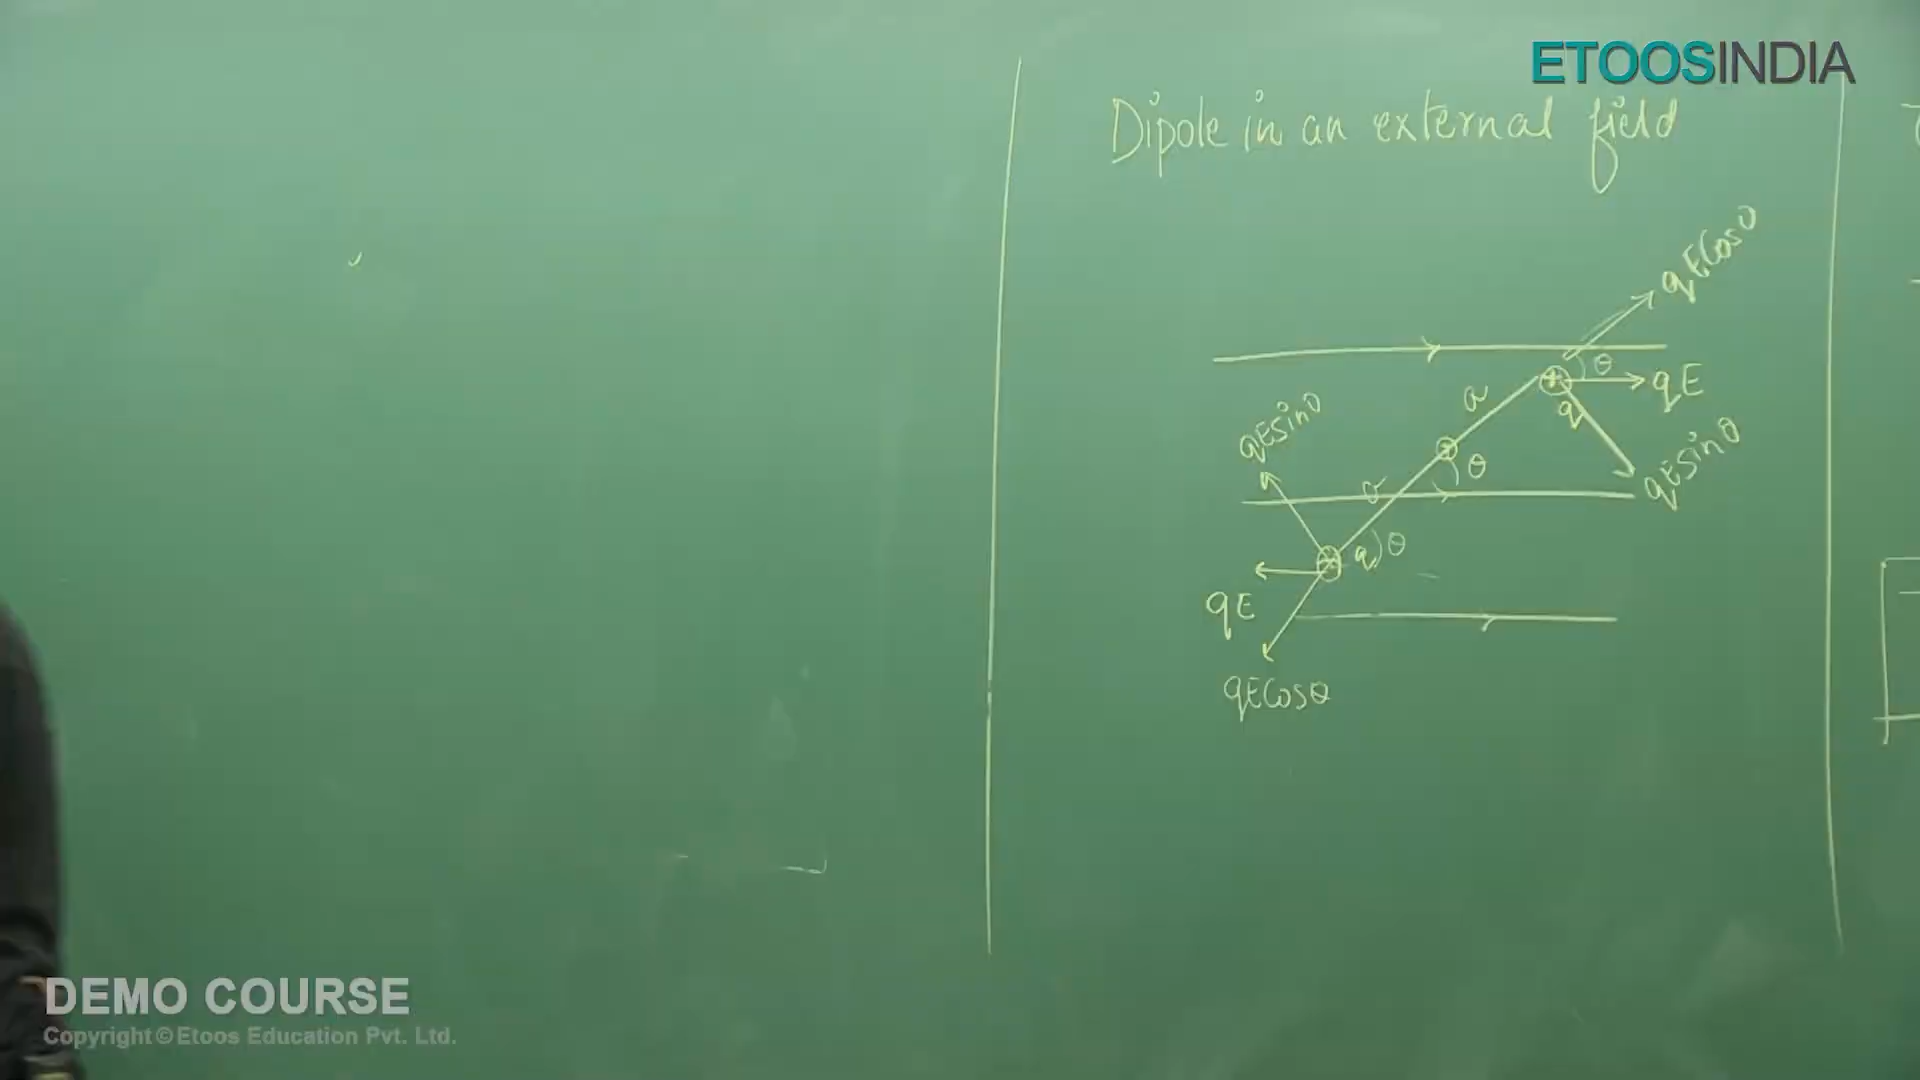 ETOOSINDIA
Dipole in an external field
qECosθ
θ
qE
a
q
qEsinθ
qEsinθ
θ
a
q
θ
qE
qECosθ
DEMO COURSE
Copyright © Etoos Education Pvt. Ltd.